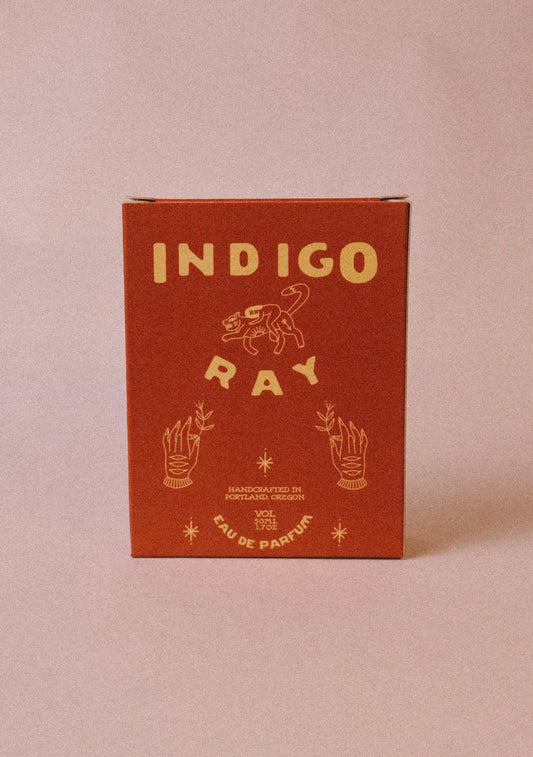 INDIGO
RAY
HANDCRAFTED IN
PORTLAND, OREGON
VOL
50ML
1.7OZ
EAU DE PARFUM